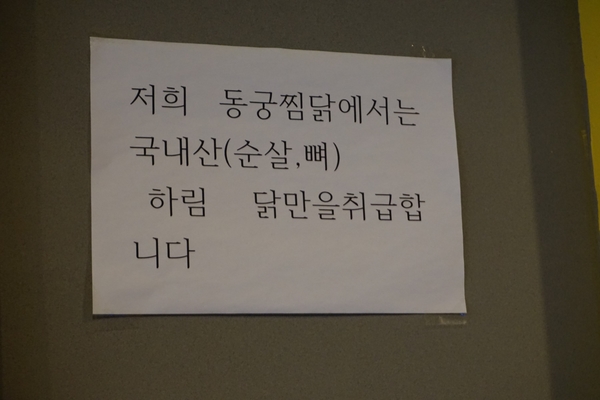 저희 동궁찜닭에서는
국내산(순살,뼈)
하림 닭만을취급합
니다